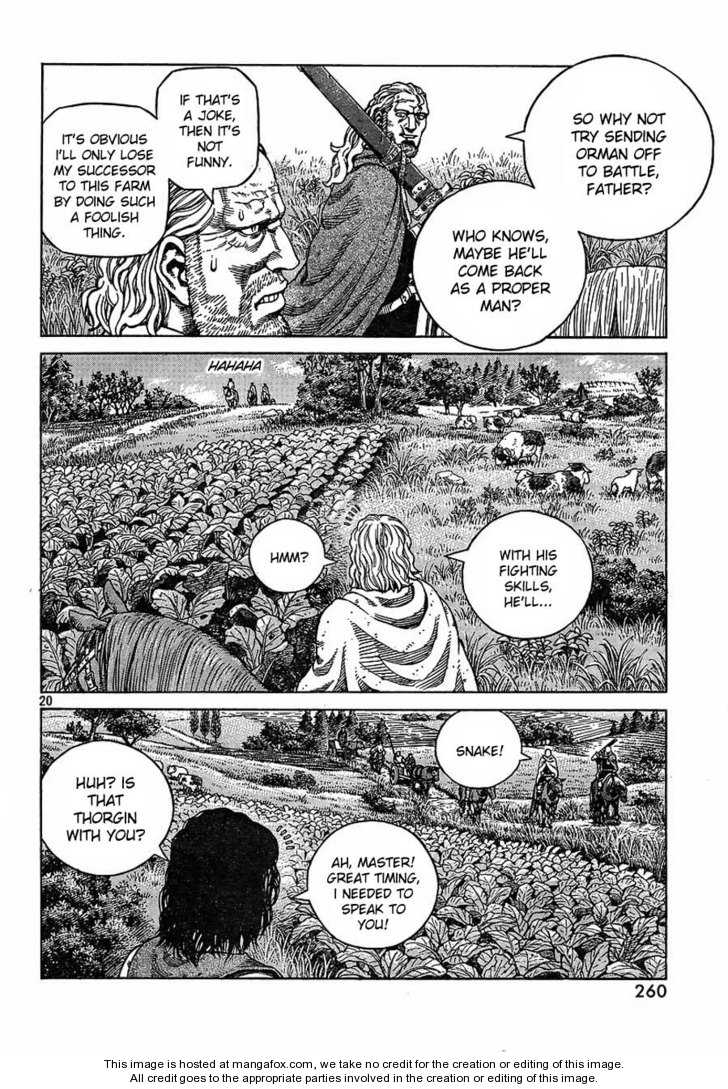 SO WHY NOT
TRY SENDING
ORMAN OFF
TO BATTLE,
FATHER?
WHO KNOWS,
MAYBE HE'LL
COME BACK
AS A PROPER
MAN?
IF THAT'S
A JOKE,
THEN IT'S
NOT
FUNNY.
IT'S OBVIOUS
I'LL ONLY LOSE
MY SUCCESSOR
TO THIS FARM
BY DOING SUCH
A FOOLISH
THING.
HAHAHA
WITH HIS
FIGHTING
SKILLS,
HE'LL...
HMM?
20
SNAKE!
HUH? IS
THAT
THORGIN
WITH YOU?
AH, MASTER!
GREAT TIMING,
I NEEDED TO
SPEAK TO
YOU!
260
This image is hosted at mangafox.com, we take no credit for the creation or editing of this image.
All credit goes to the appropriate parties involved in the creation or editing of this image.